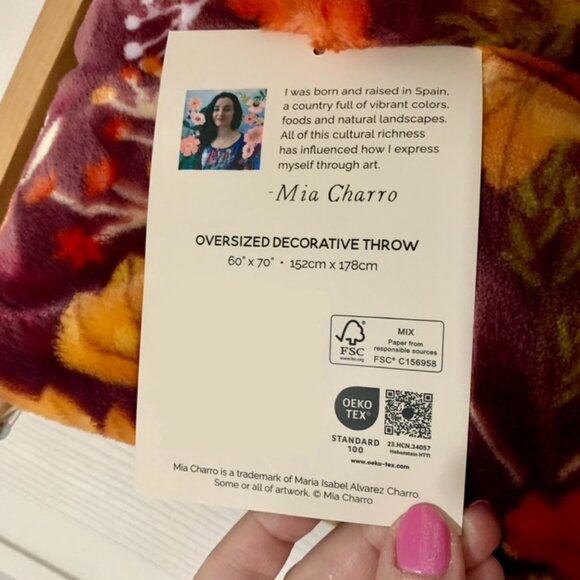 I was born and raised in Spain,
a country full of vibrant colors,
foods and natural landscapes.
All of this cultural richness
has influenced how I express
myself through art.
- Mia Charro
OVERSIZED DECORATIVE THROW
60" x 70" • 152cm x 178cm
FSC
www.fsc.org
MIX
Paper from
responsible sources
FSC® C156958
OEKO
TEX®
STANDARD
100
23.HCN.34057
Hohenstein HTTI
www.oeko-tex.com
Mia Charro is a trademark of Maria Isabel Alvarez Charro.
Some or all of artwork. © Mia Charro